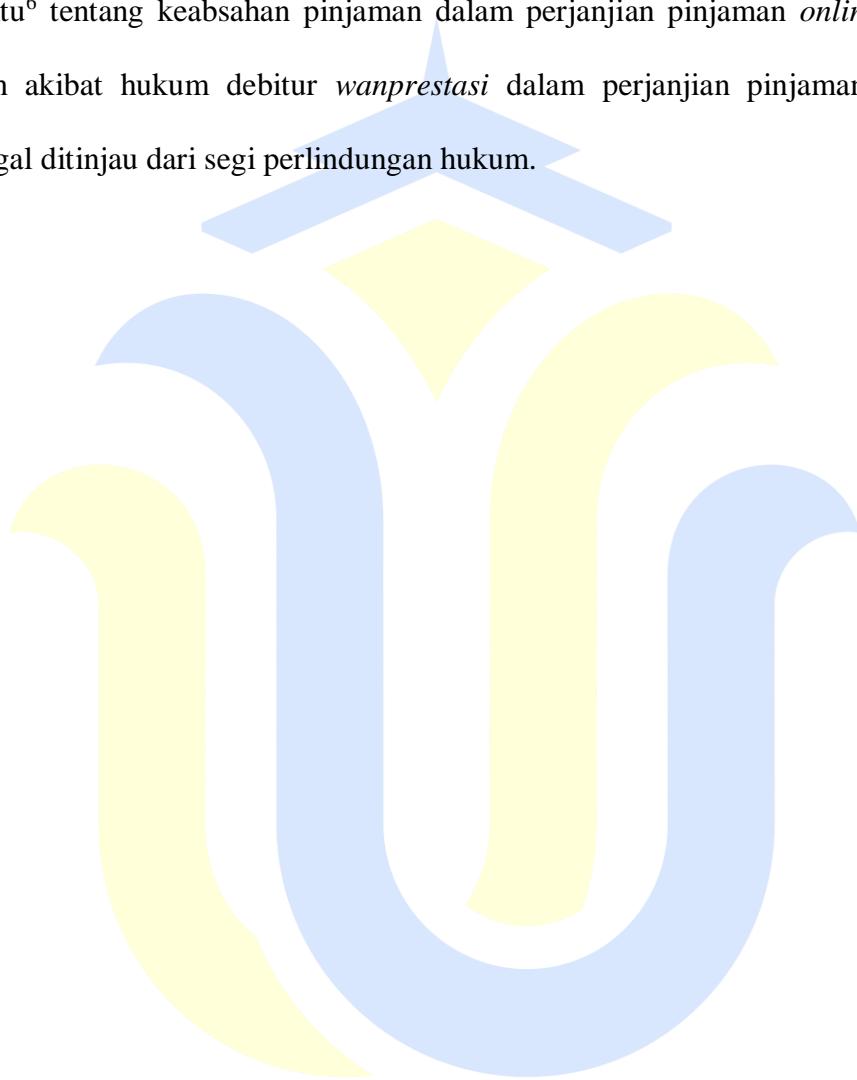 tu⁶ tentang keabsahan pinjaman dalam perjanjian pinjaman onlin
akibat hukum debitur wanprestasi dalam perjanjian pinjaman
gal ditinjau dari segi perlindungan hukum.